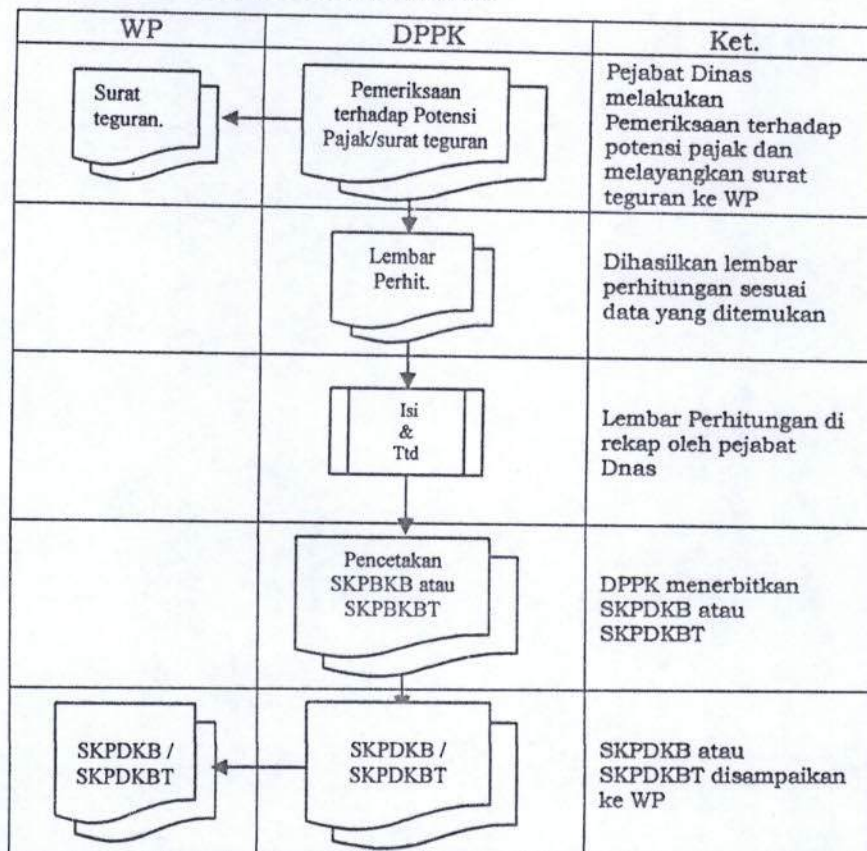 WP
DPPK
Ket.
Surat
teguran.
Pemeriksaan
terhadap Potensi
Pajak/surat teguran
Pejabat Dinas
melakukan
Pemeriksaan terhadap
potensi pajak dan
melayangkan surat
teguran ke WP
Lembar
Perhit.
Dihasilkan lembar
perhitungan sesuai
data yang ditemukan
Isi
&
Ttd
Lembar Perhitungan di
rekap oleh pejabat
Dnas
Pencetakan
SKPBKB atau
SKPBKBT
DPPK menerbitkan
SKPDKB atau
SKPDKBT
SKPDKB /
SKPDKBT
SKPDKB /
SKPDKBT
SKPDKB atau
SKPDKBT disampaikan
ke WP